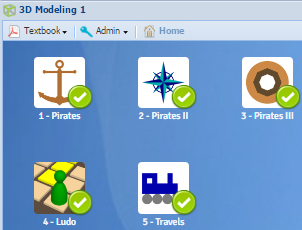 3D Modeling 1
Textbook Admin Home
1 - Pirates 2 - Pirates II 3 - Pirates III
4 - Ludo 5 - Travels